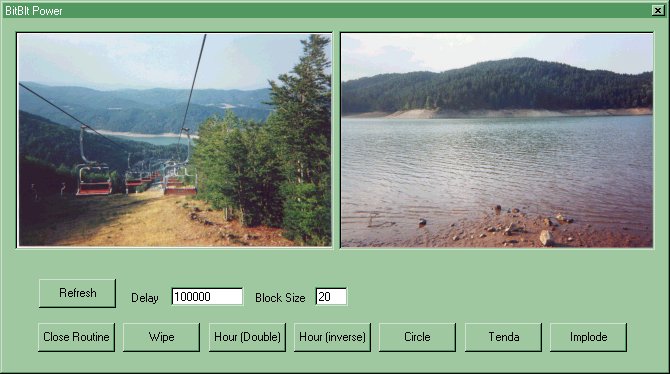 BitBlt Power
Refresh Delay 100000 Block Size 20
Close Routine Wipe Hour (Double) Hour (inverse) Circle Tenda Implode